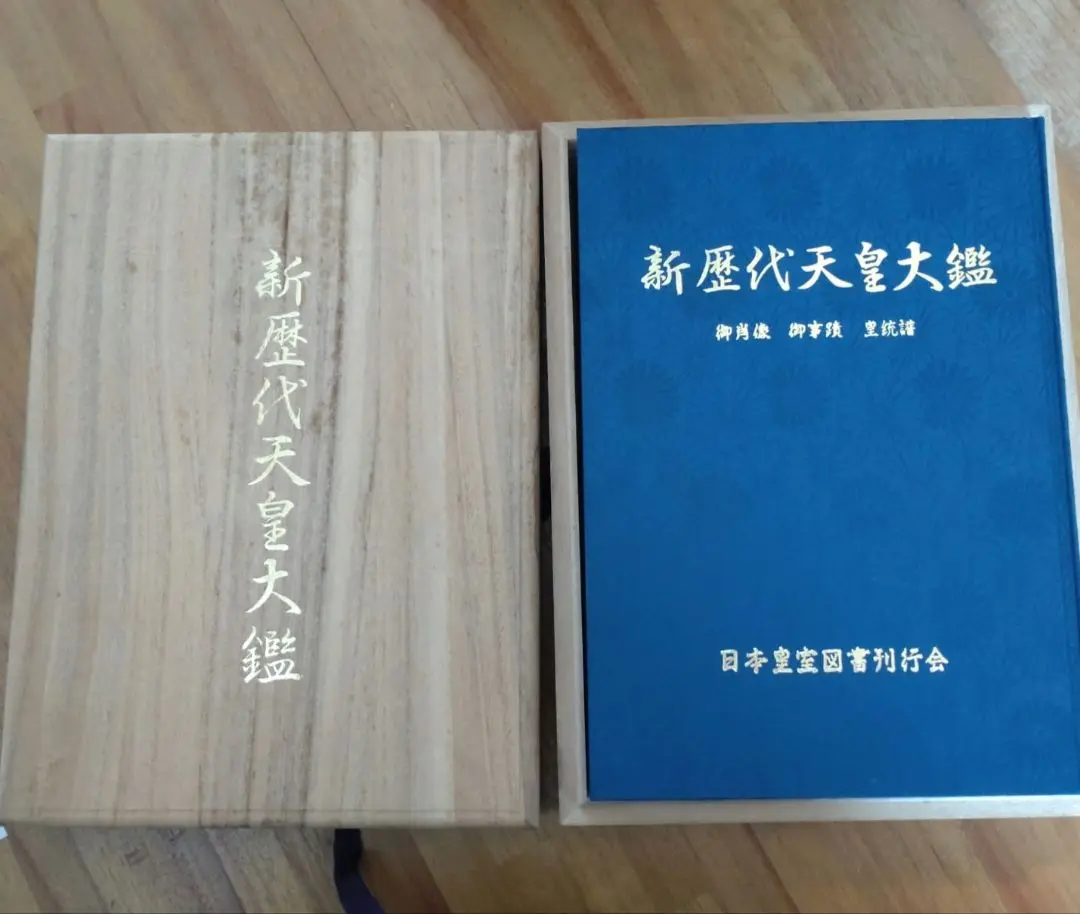 新歴代天皇大鑑
新歴代天皇大鑑
御肖像 御事蹟 皇統譜
日本皇室図書刊行会